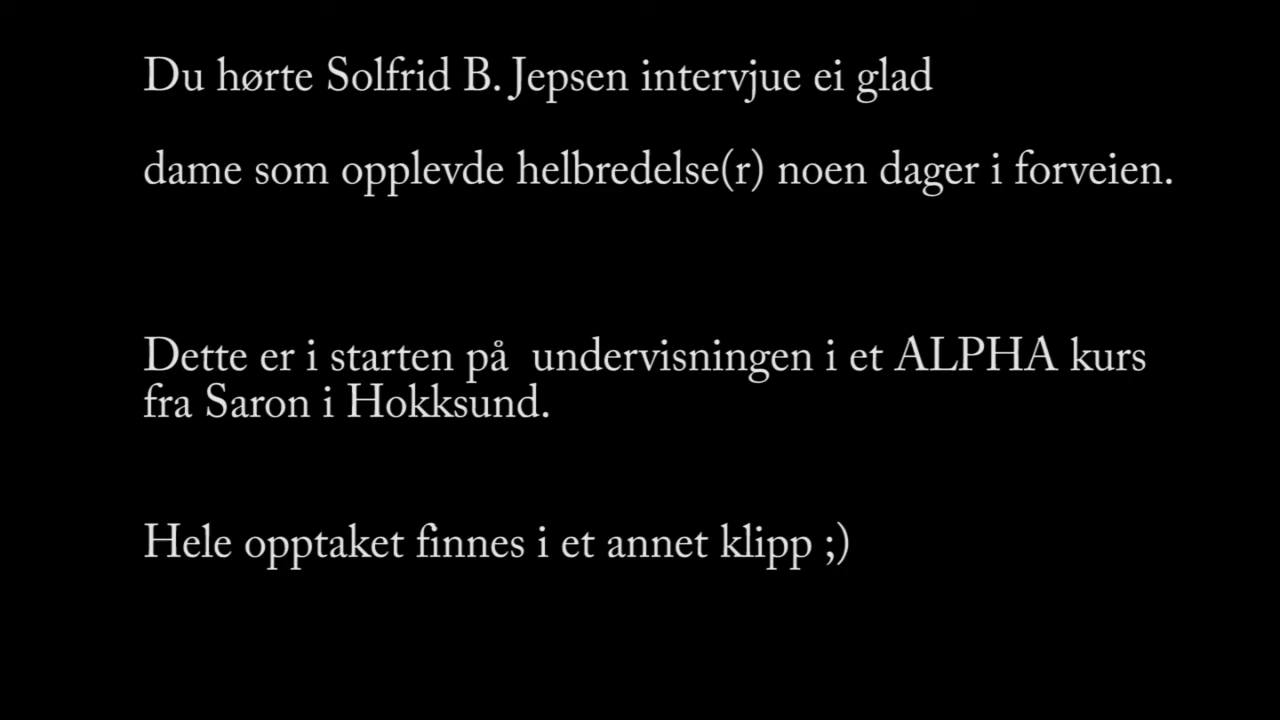 Du hørte Solfrid B. Jepsen intervjue ei glad
dame som opplevde helbredelse(r) noen dager i forveien.
Dette er i starten på  undervisningen i et ALPHA kurs
fra Saron i Hokksund.
Hele opptaket finnes i et annet klipp ;)